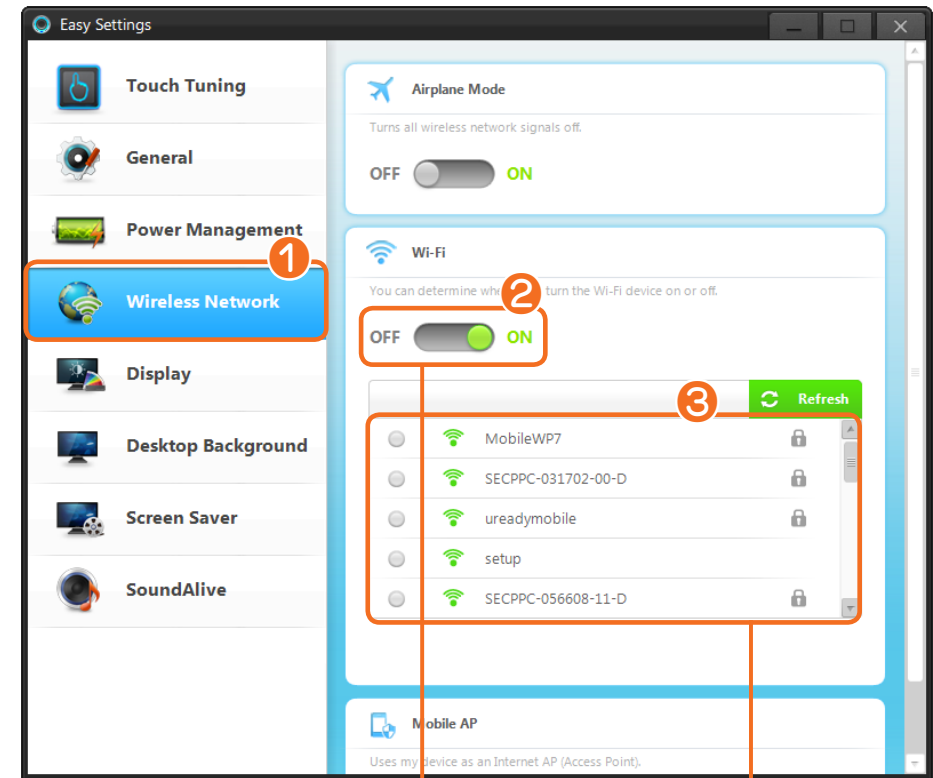 Easy Settings
Touch Tuning
General
Power Management
1
Wireless Network
Display
Desktop Background
Screen Saver
SoundAlive
Airplane Mode
Turns all wireless network signals off.
OFF ON
Wi-Fi
You can determine whe 2 turn the Wi-Fi device on or off.
OFF ON
3
Refresh
MobileWP7
SECPPC-031702-00-D
ureadymobile
setup
SECPPC-056608-11-D
Mobile AP
Uses my device as an Internet AP (Access Point).